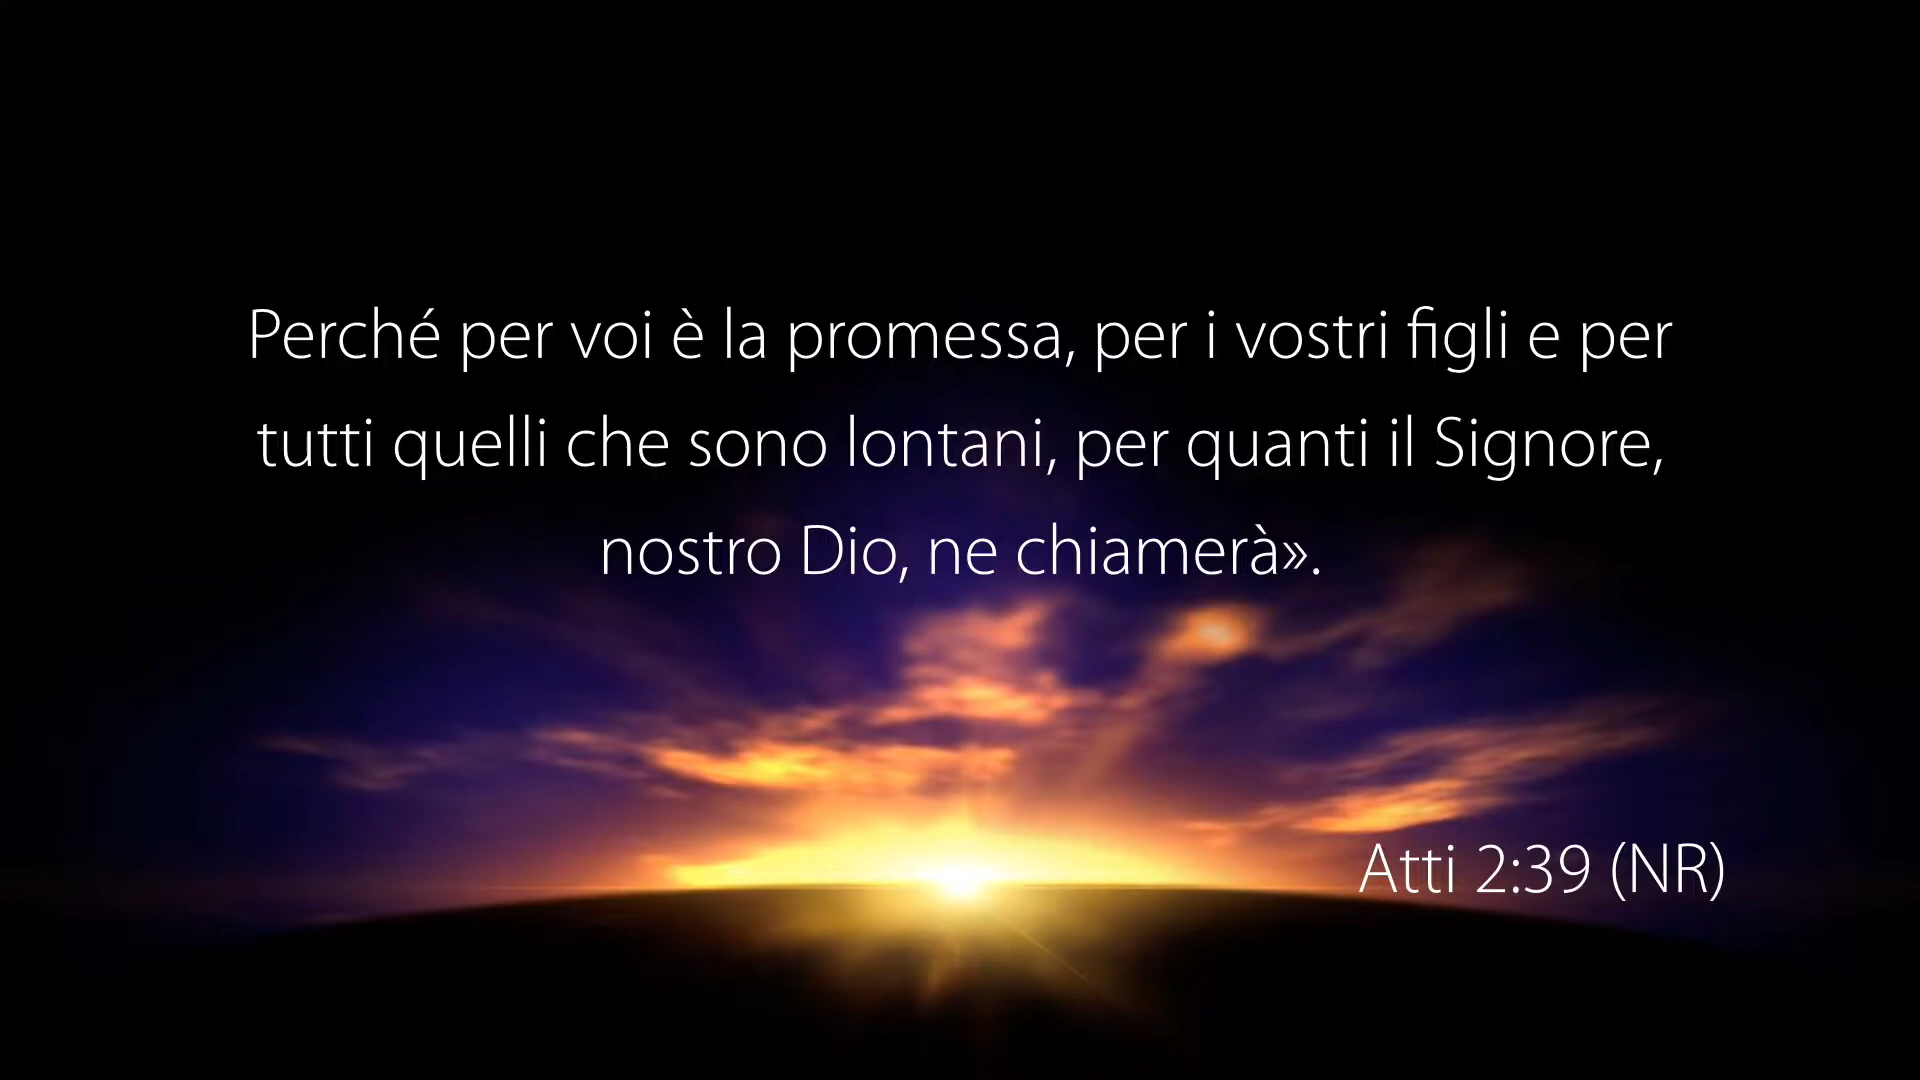 Perché per voi è la promessa, per i vostri figli e per
tutti quelli che sono lontani, per quanti il Signore,
nostro Dio, ne chiamerà».
Atti 2:39 (NR)